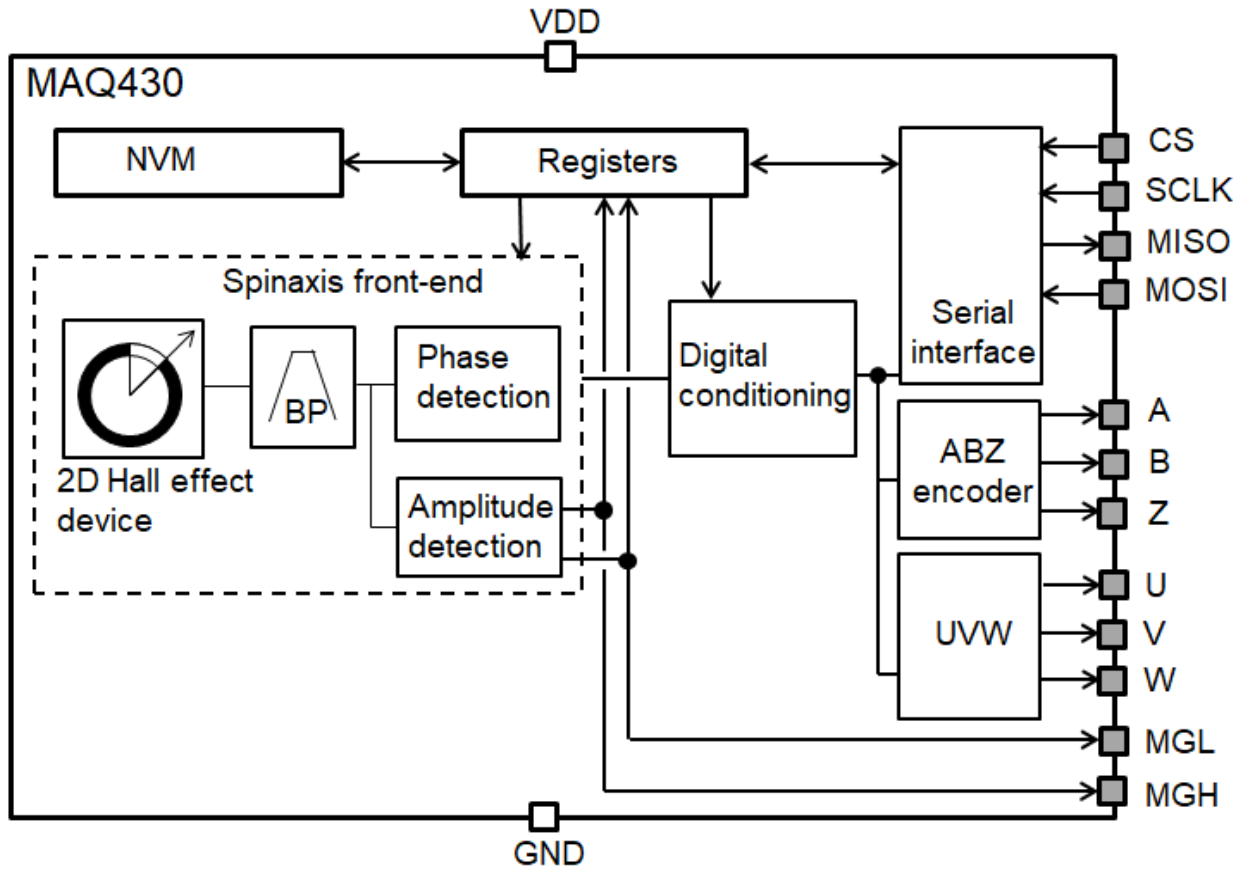 VDD
MAQ430
NVM
Registers
CS
SCLK
MISO
MOSI
Serial
interface
Spinaxis front-end
BP
Phase
detection
2D Hall effect
device
Amplitude
detection
Digital
conditioning
ABZ
encoder
A
B
Z
UVW
U
V
W
MGL
MGH
GND